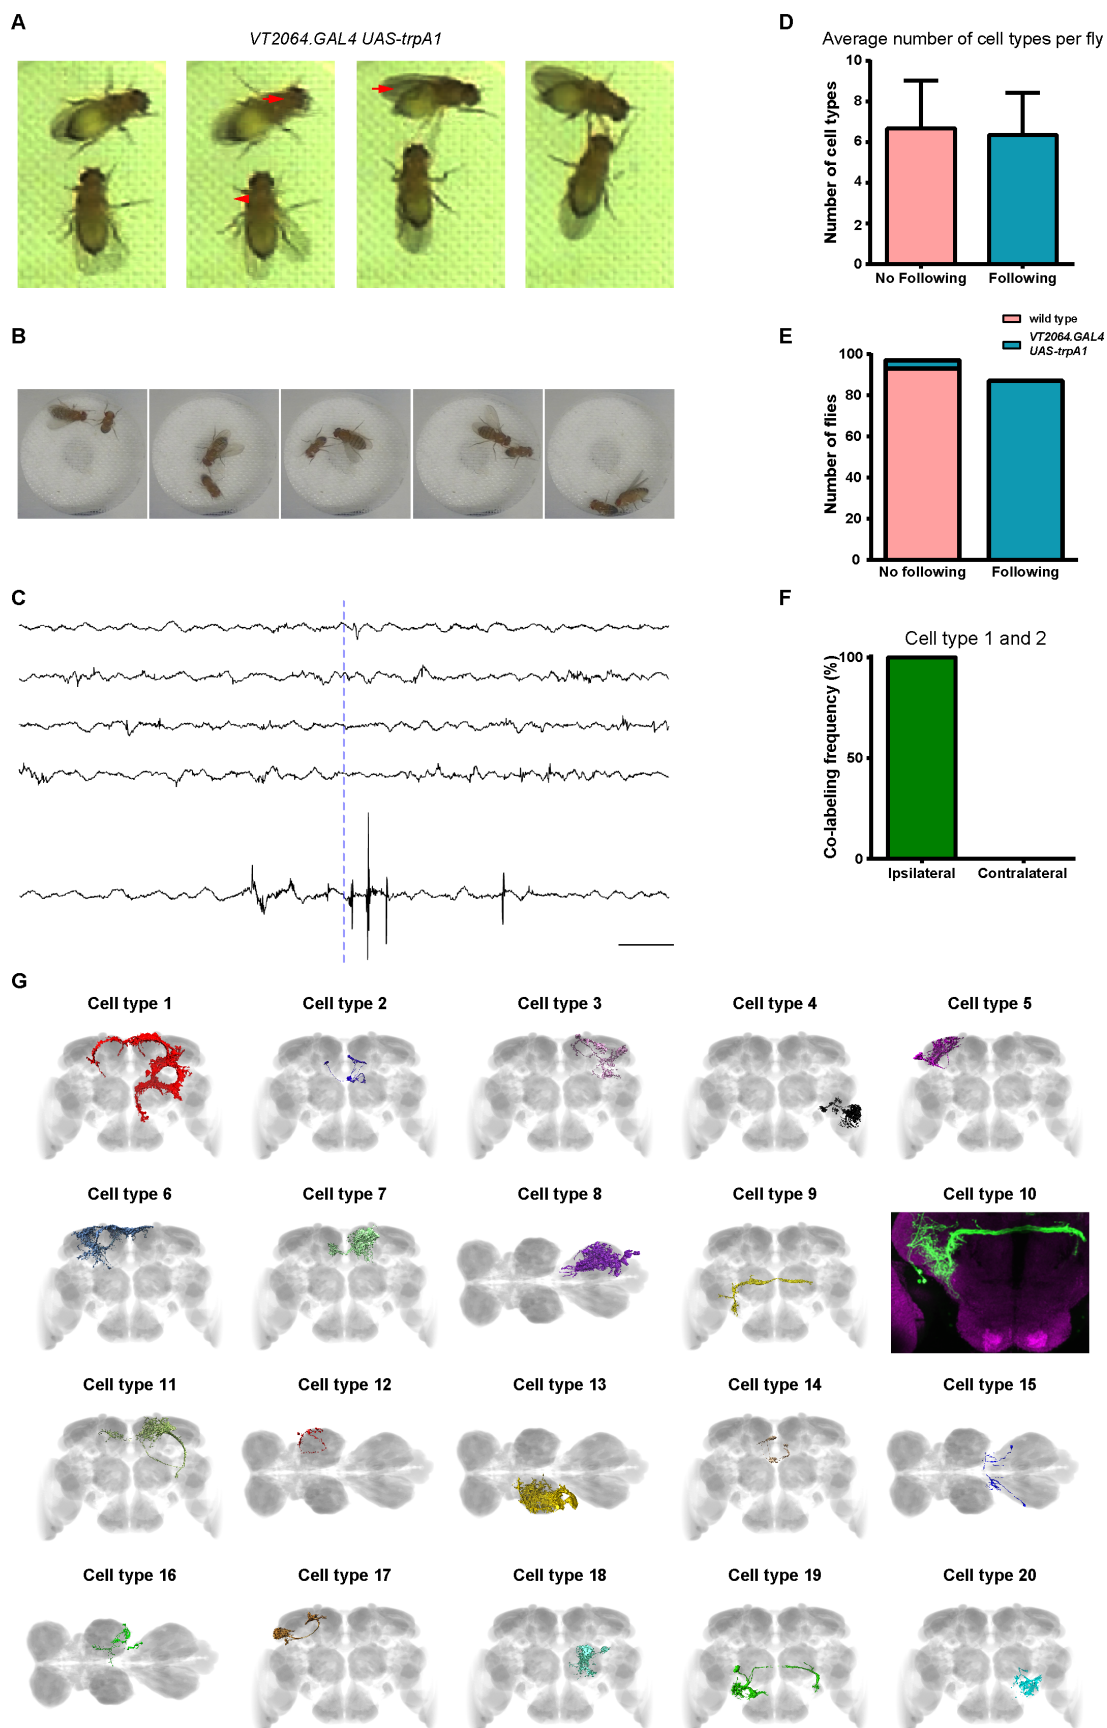 A
VT2064.GAL4 UAS-trpA1
B
C
D
Average number of cell types per fly
Number of cell types
10
8
6
4
2
0
No Following
Following
E
wild type
VT2064.GAL4
UAS-trpA1
Number of flies
100
80
60
40
20
0
No following
Following
F
Cell type 1 and 2
Co-labeling frequency (%)
100
50
0
Ipsilateral
Contralateral
G
Cell type 1
Cell type 2
Cell type 3
Cell type 4
Cell type 5
Cell type 6
Cell type 7
Cell type 8
Cell type 9
Cell type 10
Cell type 11
Cell type 12
Cell type 13
Cell type 14
Cell type 15
Cell type 16
Cell type 17
Cell type 18
Cell type 19
Cell type 20